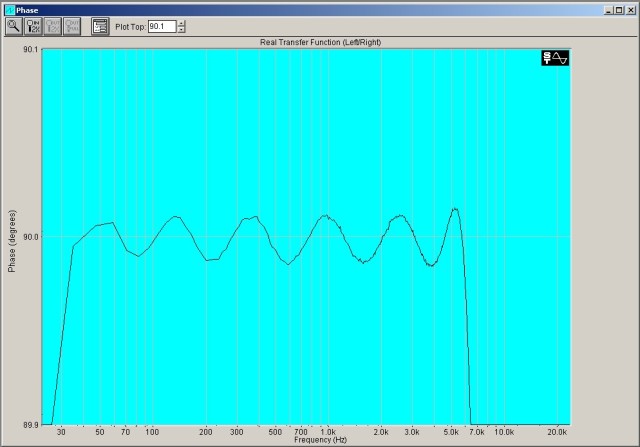 Phase
Plot Top: 90.1
Real Transfer Function (Left/Right)
90.1
90.0
89.9
Phase (degrees)
30 50 70 100 200 300 500 700 1.0k 2.0k 3.0k 5.0k 7.0k 10.0k 20.0k
Frequency (Hz)